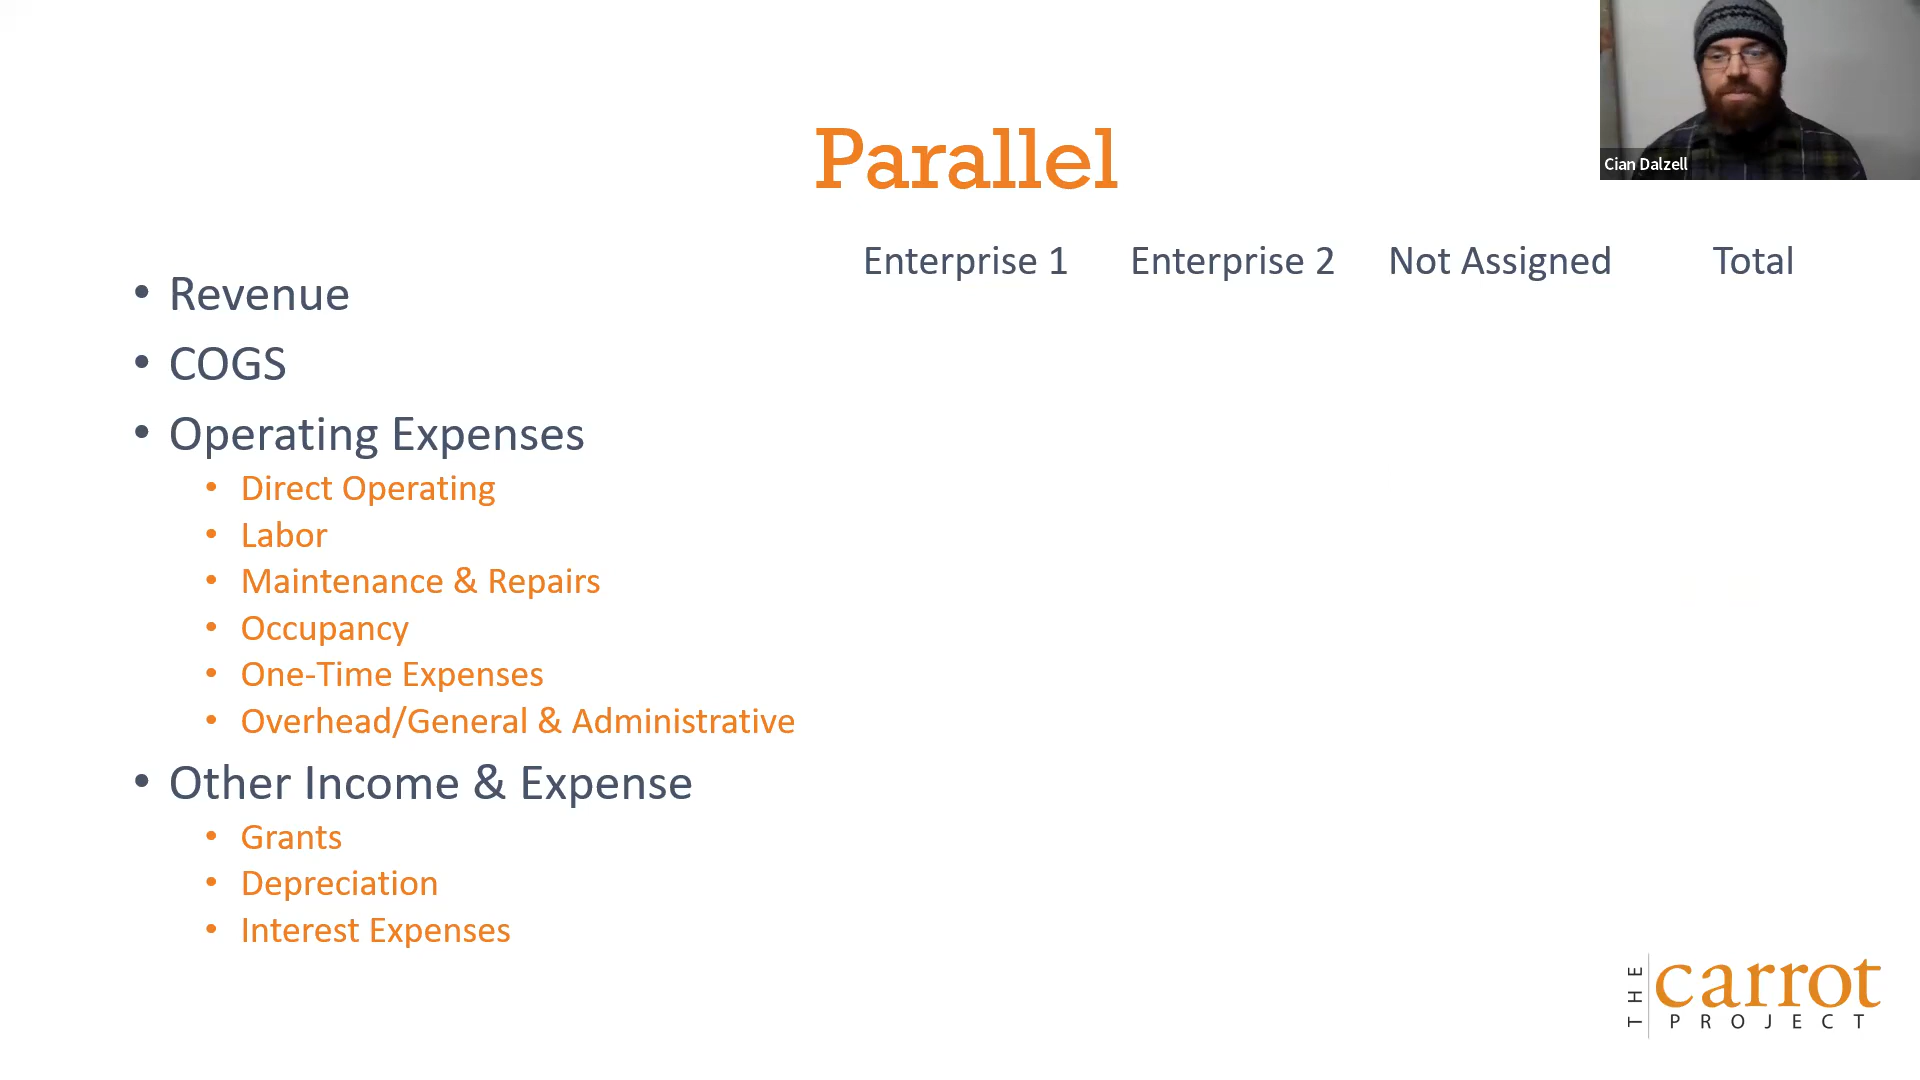 Parallel
Cian Dalzell
Enterprise 1 Enterprise 2 Not Assigned Total
• Revenue
• COGS
• Operating Expenses
• Direct Operating
• Labor
• Maintenance & Repairs
• Occupancy
• One-Time Expenses
• Overhead/General & Administrative
• Other Income & Expense
• Grants
• Depreciation
• Interest Expenses
THE
carrot
PROJECT